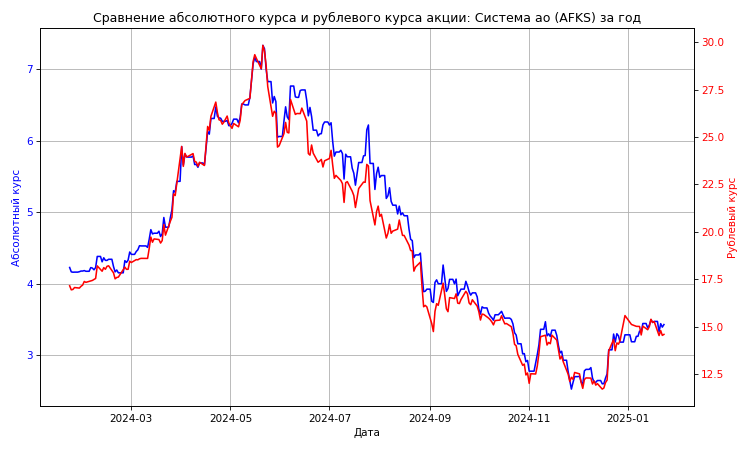 Сравнение абсолютного курса и рублевого курса акции: Система ао (AFKS) за год
30.0
7
27.5
6
25.0
22.5
5
20.0
4
17.5
15.0
3
12.5
Абсолютный курс
Рублевый курс
2024-03 2024-05 2024-07 2024-09 2024-11 2025-01
Дата